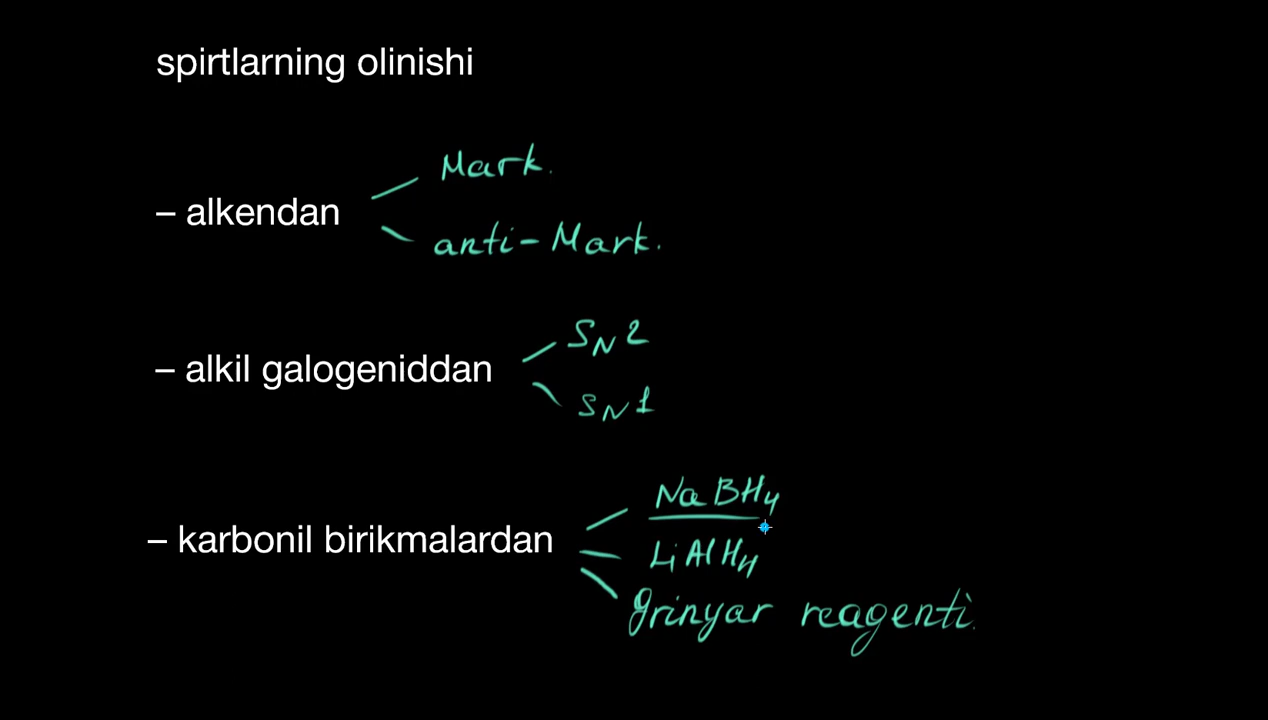 spirtlarning olinishi
Mark.
– alkendan
anti-Mark.
SN2
– alkil galogeniddan
SN1
NaBH4
– karbonil birikmalardan
LiAlH4
grinyar reagenti.